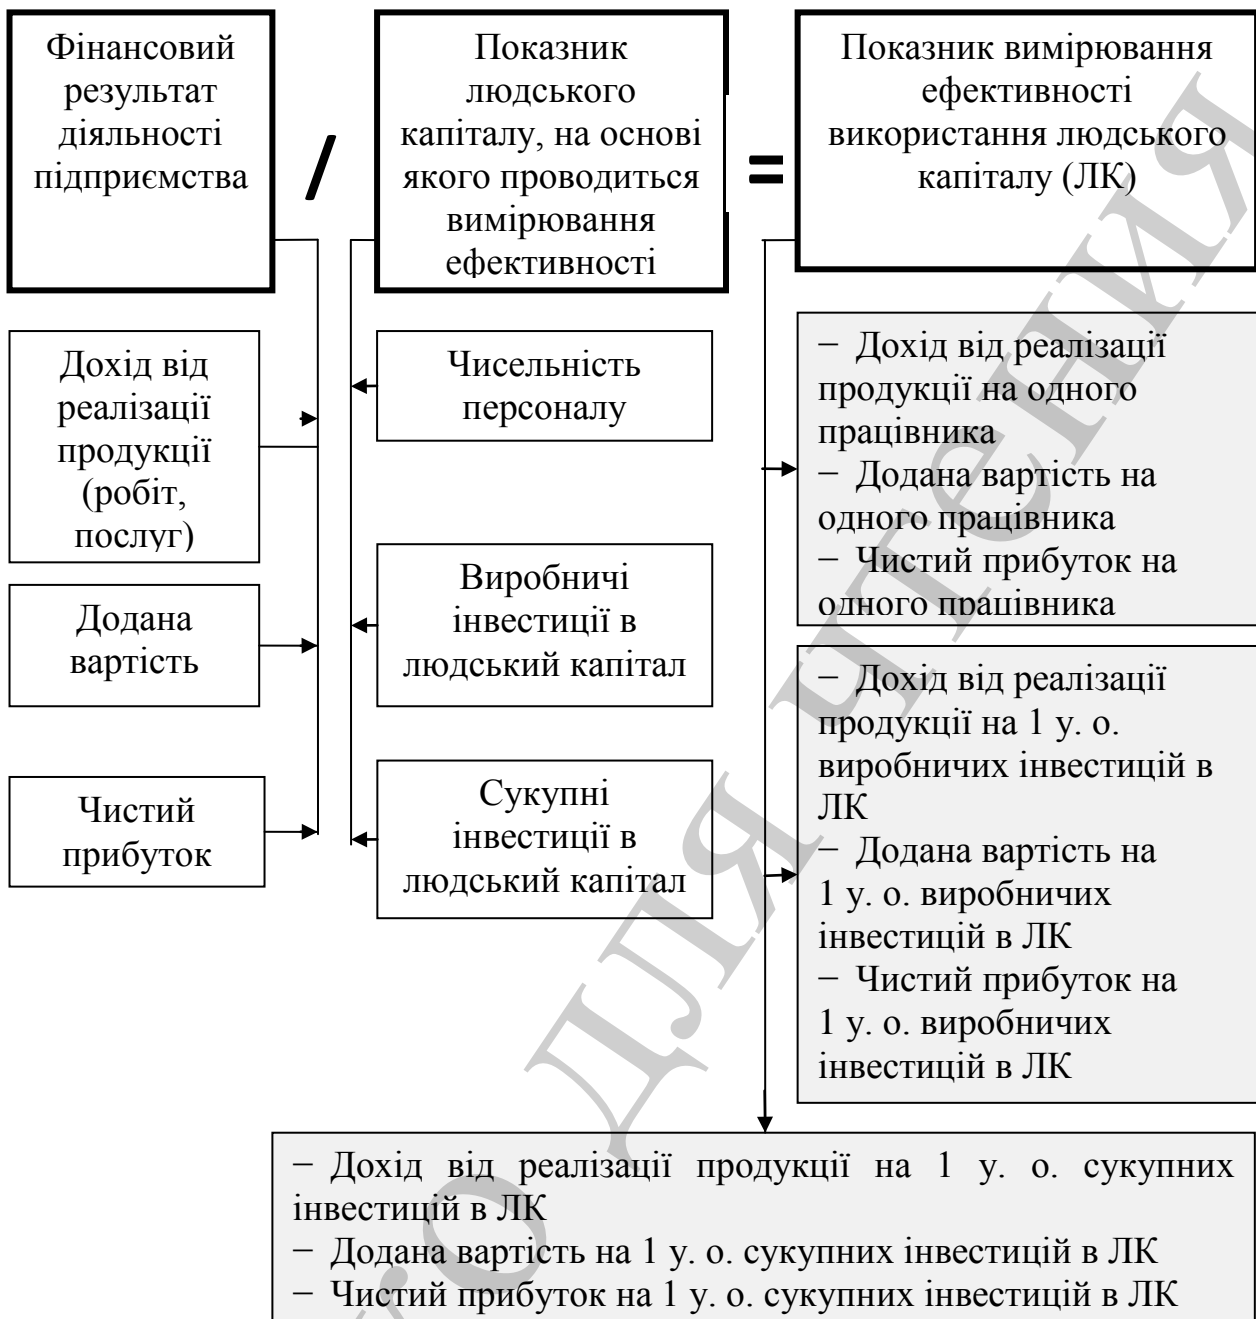 Фінансовий
результат
діяльності
підприємства
/
Показник
людського
капіталу, на основі
якого проводиться
вимірювання
ефективності
=
Показник вимірювання
ефективності
використання людського
капіталу (ЛК)
Дохід від
реалізації
продукції
(робіт,
послуг)
Додана
вартість
Чистий
прибуток
Чисельність
персоналу
Виробничі
інвестиції в
людський капітал
Сукупні
інвестиції в
людський капітал
− Дохід від реалізації
продукції на одного
працівника
− Додана вартість на
одного працівника
− Чистий прибуток на
одного працівника
− Дохід від реалізації
продукції на 1 у. о.
виробничих інвестицій в
ЛК
− Додана вартість на
1 у. о. виробничих
інвестицій в ЛК
− Чистий прибуток на
1 у. о. виробничих
інвестицій в ЛК
− Дохід від реалізації продукції на 1 у. о. сукупних
інвестицій в ЛК
− Додана вартість на 1 у. о. сукупних інвестицій в ЛК
− Чистий прибуток на 1 у. о. сукупних інвестицій в ЛК
ко для чтения